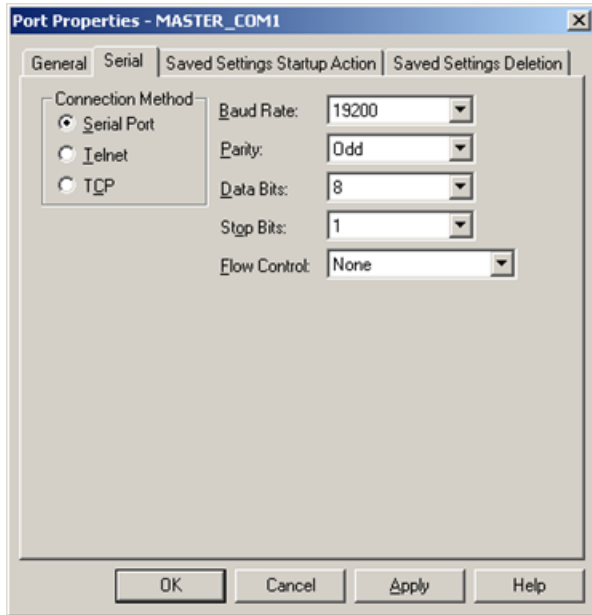 Port Properties - MASTER_COM1
General Serial Saved Settings Startup Action Saved Settings Deletion
Connection Method
Serial Port
Telnet
TCP
Baud Rate: 19200
Parity: Odd
Data Bits: 8
Stop Bits: 1
Flow Control: None
OK Cancel Apply Help